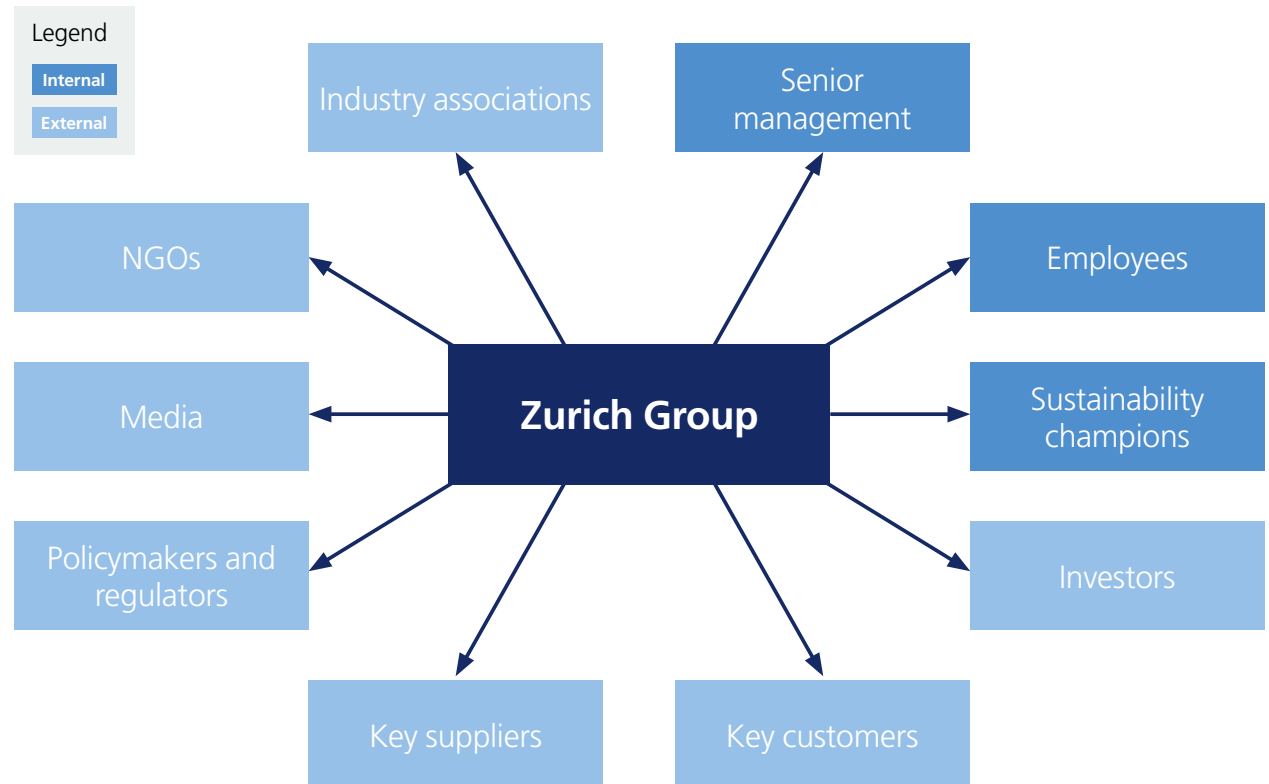 Legend
Internal
External
Industry associations
Senior
management
NGOs
Employees
Media
Zurich Group
Sustainability
champions
Policymakers and
regulators
Investors
Key suppliers
Key customers